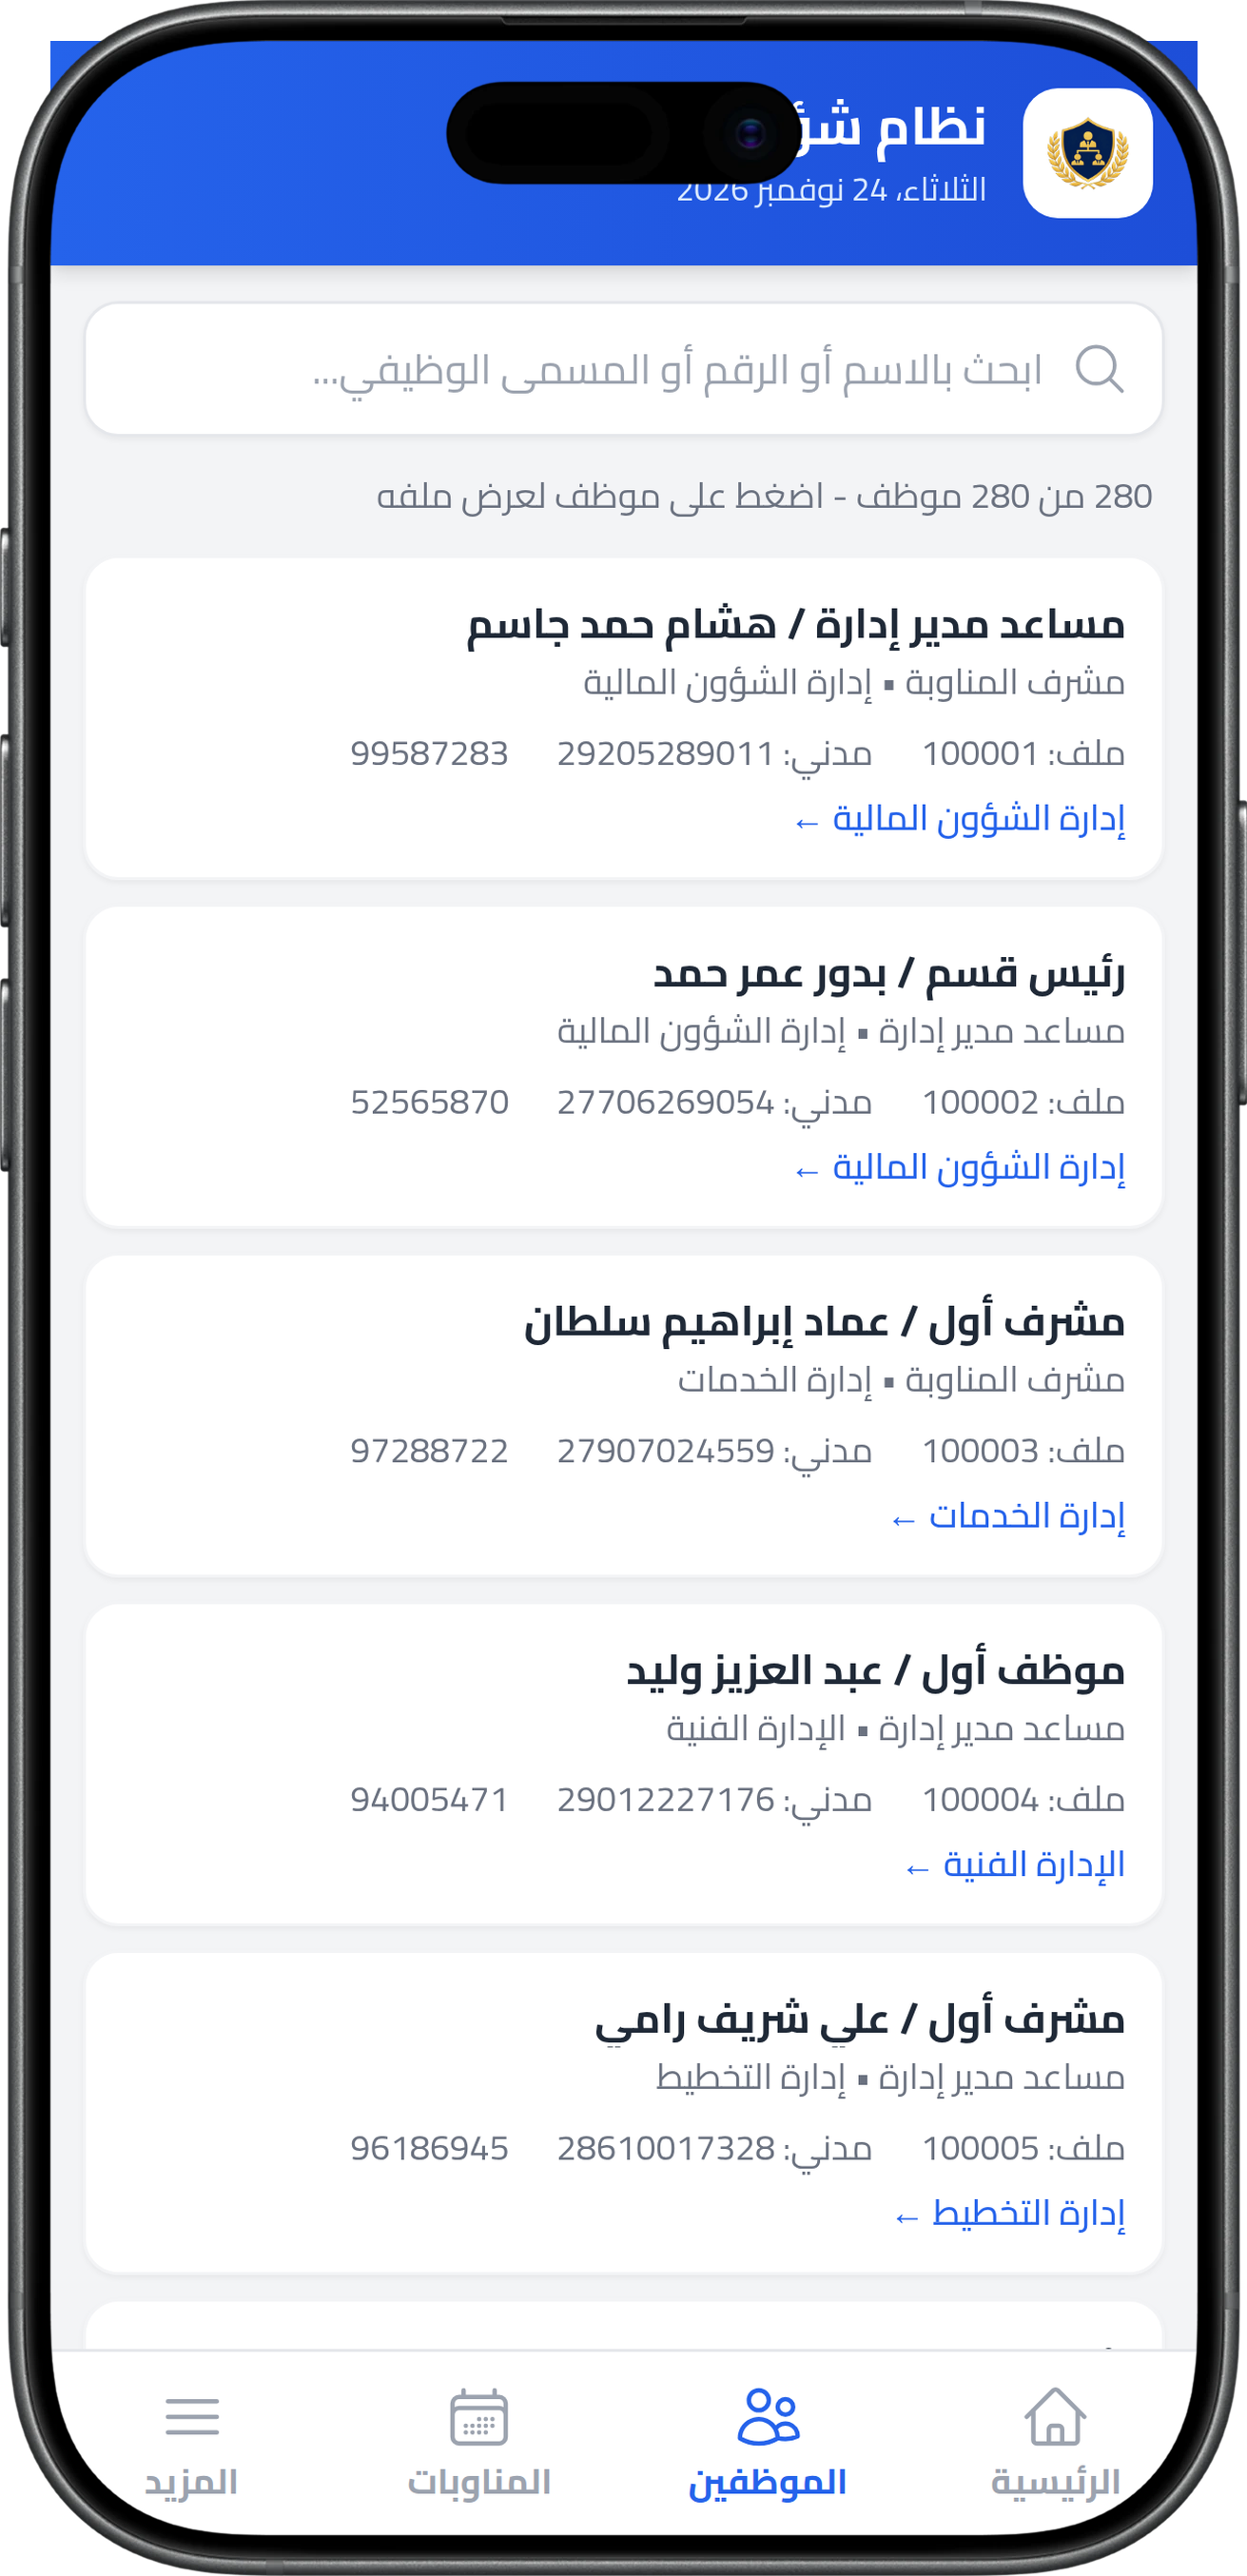 نظام
الثلاثاء، 24 نوفمبر 2026
ابحث بالاسم أو الرقم أو المسمى الوظيفي...
280 من 280 موظف - اضغط على موظف لعرض ملفه
مساعد مدير إدارة / هشام حمد جاسم
مشرف المناوبة • إدارة الشؤون المالية
ملف: 100001 مدني: 29205289011 99587283
إدارة الشؤون المالية ←
رئيس قسم / بدور عمر حمد
مساعد مدير إدارة • إدارة الشؤون المالية
ملف: 100002 مدني: 27706269054 52565870
إدارة الشؤون المالية ←
مشرف أول / عماد إبراهيم سلطان
مشرف المناوبة • إدارة الخدمات
ملف: 100003 مدني: 27907024559 97288722
إدارة الخدمات ←
موظف أول / عبد العزيز وليد
مساعد مدير إدارة • الإدارة الفنية
ملف: 100004 مدني: 29012227176 94005471
الإدارة الفنية ←
مشرف أول / علي شريف رامي
مساعد مدير إدارة • إدارة التخطيط
ملف: 100005 مدني: 28610017328 96186945
إدارة التخطيط ←
الرئيسية
الموظفين
المناوبات
المزيد